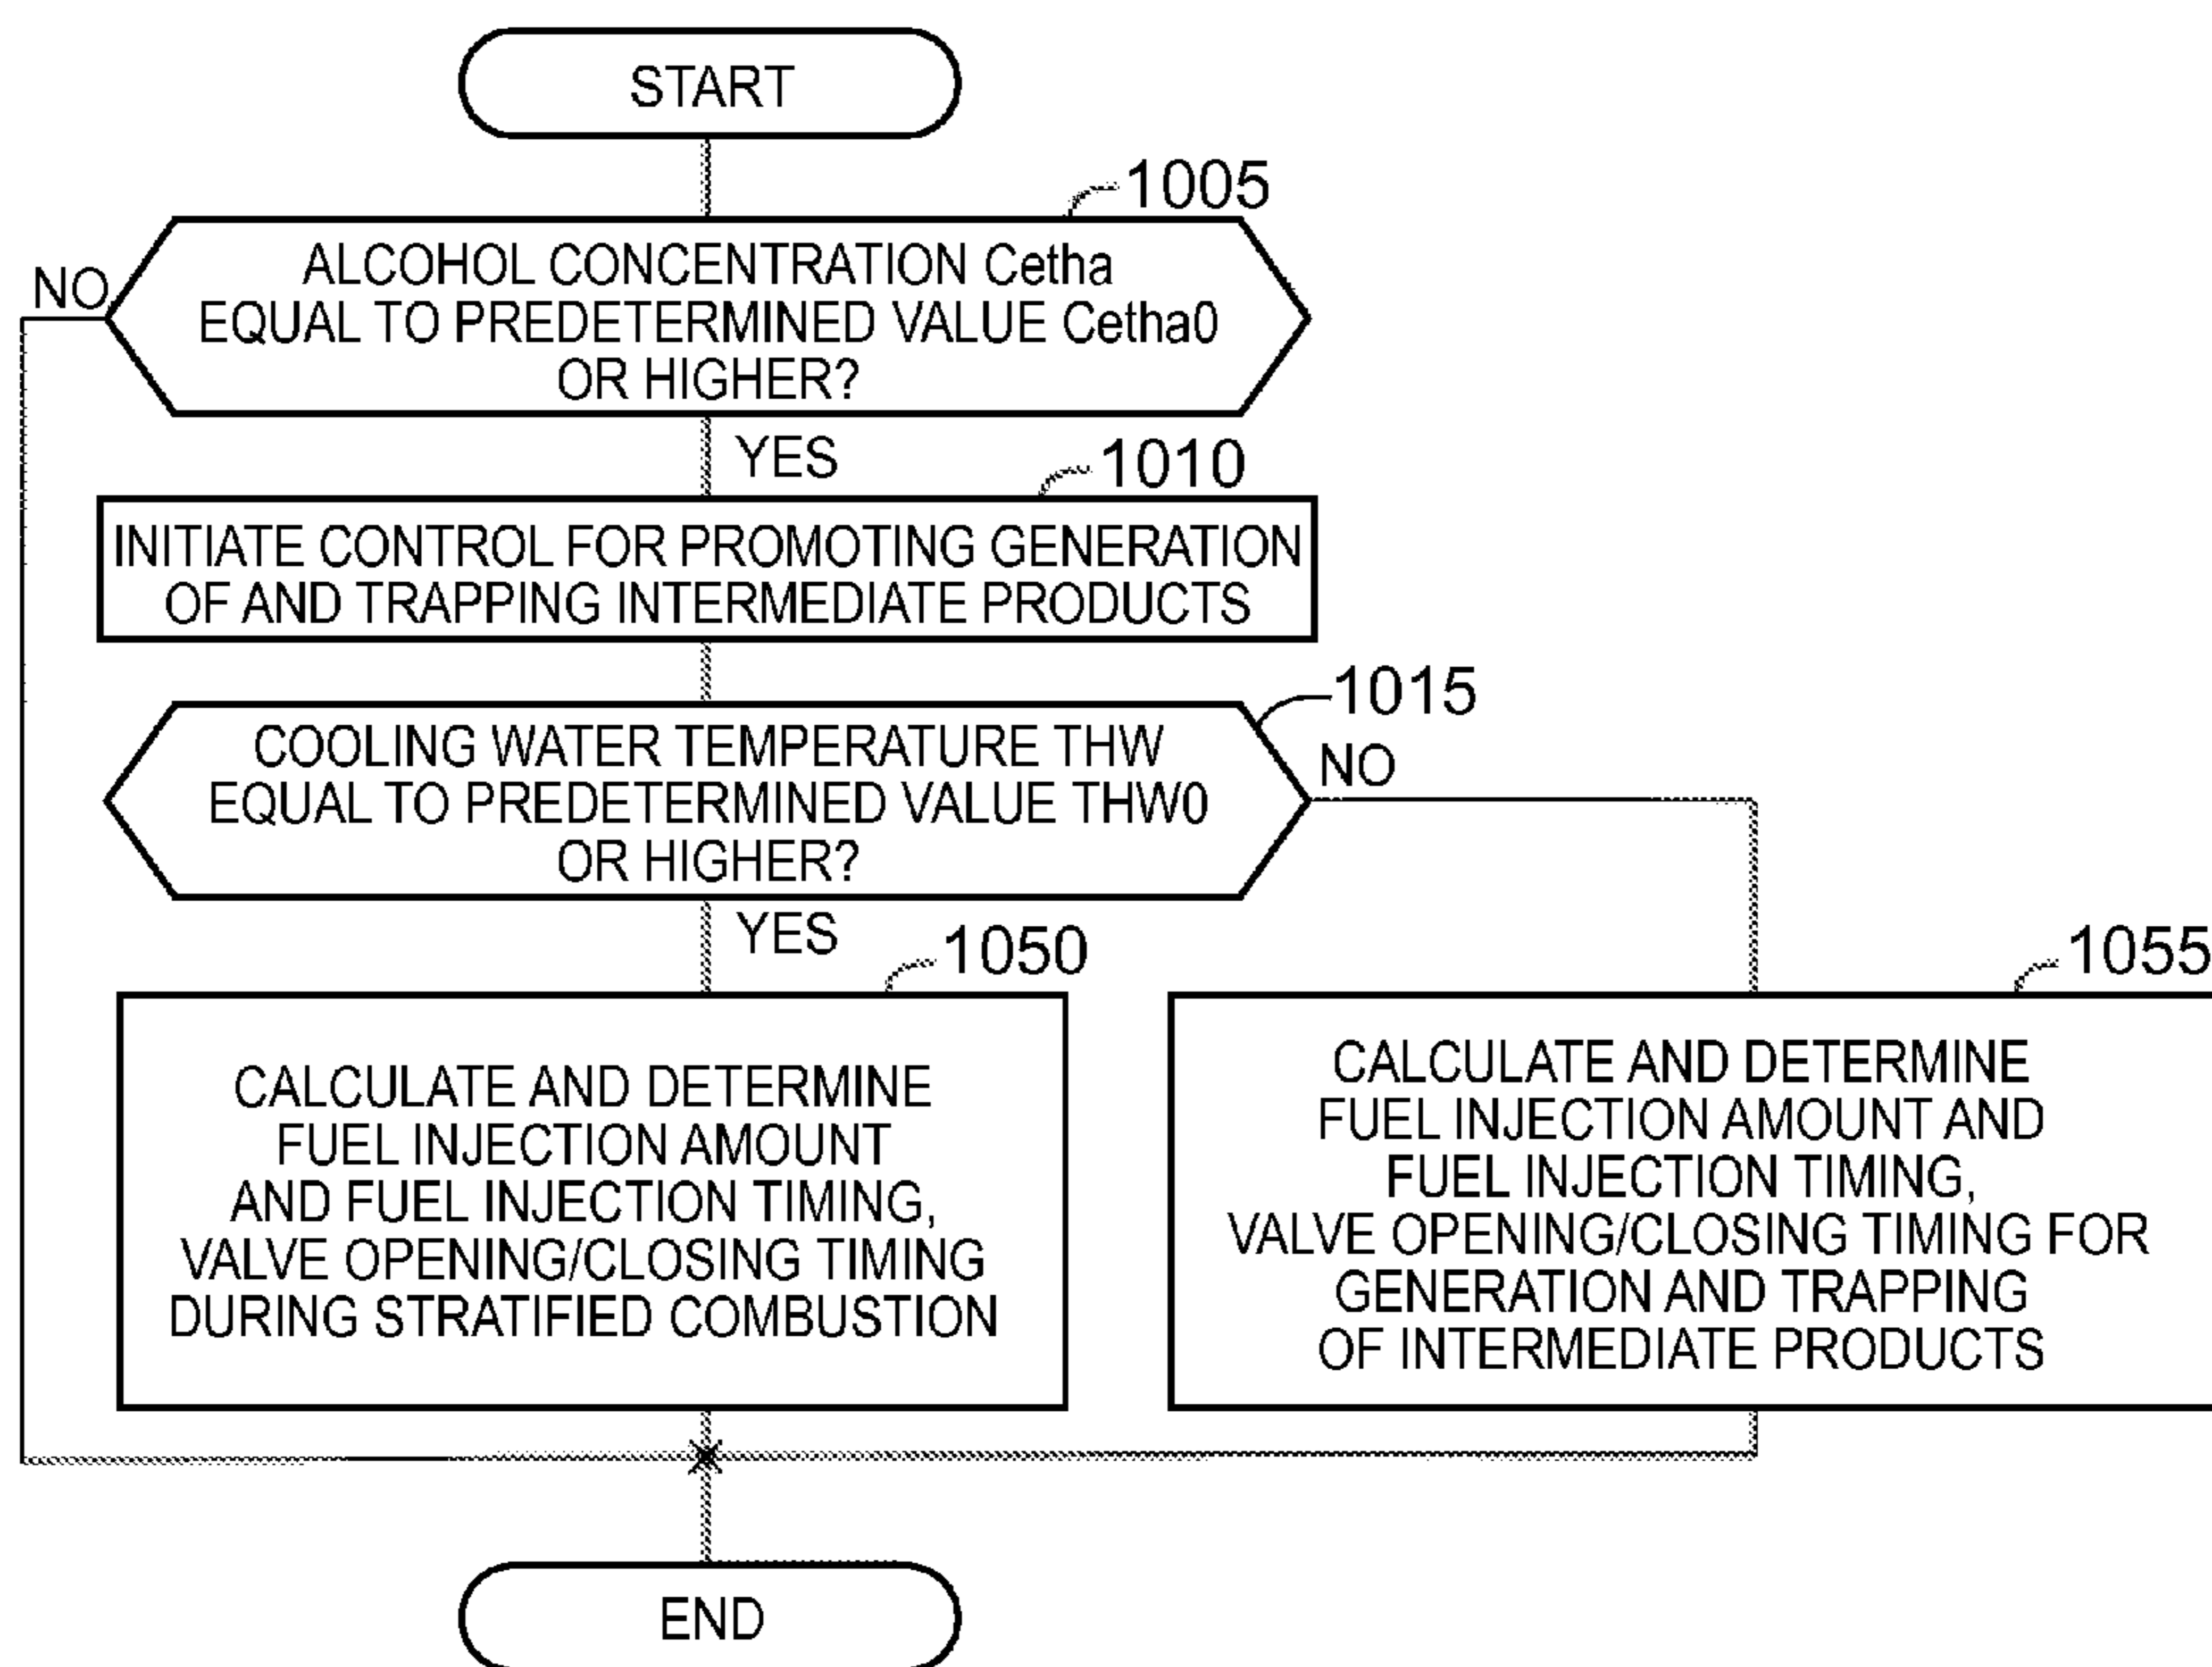 START
1005
ALCOHOL CONCENTRATION Cetha
EQUAL TO PREDETERMINED VALUE Cetha0
OR HIGHER?
NO
YES
1010
INITIATE CONTROL FOR PROMOTING GENERATION
OF AND TRAPPING INTERMEDIATE PRODUCTS
1015
COOLING WATER TEMPERATURE THW
EQUAL TO PREDETERMINED VALUE THW0
OR HIGHER?
NO
YES
1050
CALCULATE AND DETERMINE
FUEL INJECTION AMOUNT
AND FUEL INJECTION TIMING,
VALVE OPENING/CLOSING TIMING
DURING STRATIFIED COMBUSTION
1055
CALCULATE AND DETERMINE
FUEL INJECTION AMOUNT AND
FUEL INJECTION TIMING,
VALVE OPENING/CLOSING TIMING FOR
GENERATION AND TRAPPING
OF INTERMEDIATE PRODUCTS
END